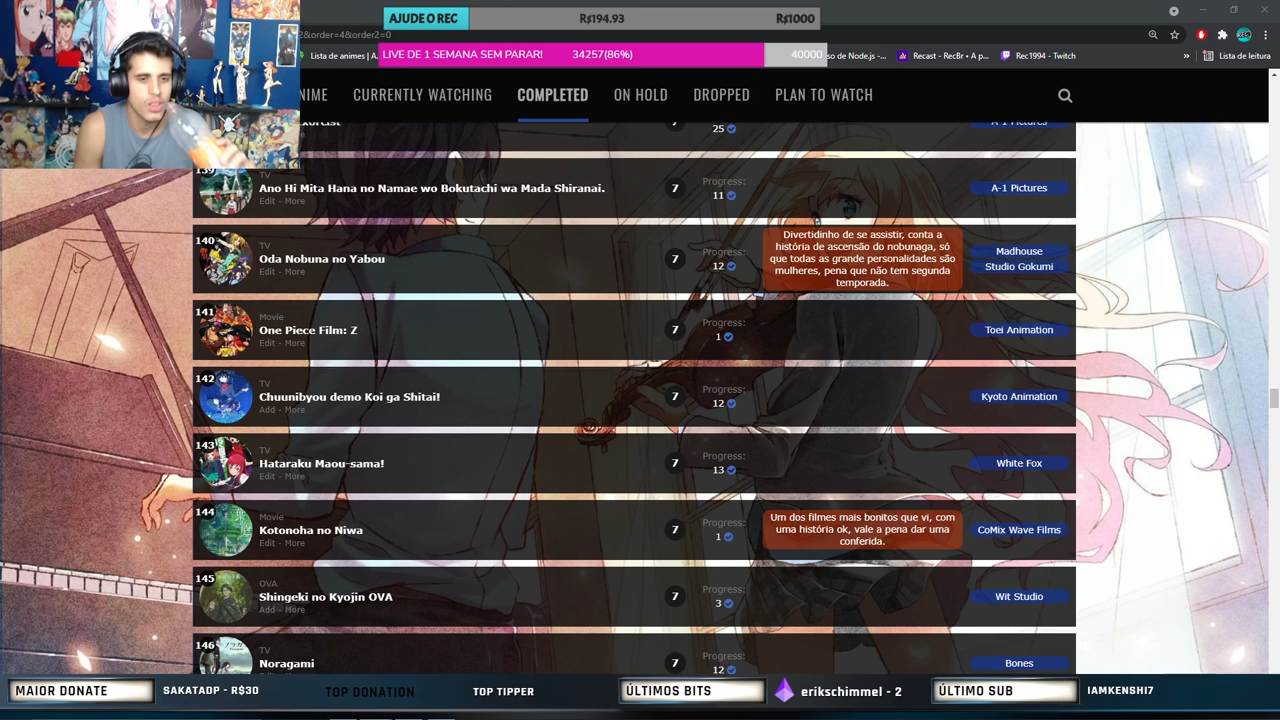 AJUDE O REC
R$194.93
R$1000
&order=4&order2=0
LIVE DE 1 SEMANA SEM PARAR!
34257(86%)
40000
Lista de animes | A.
so de Node.js -...
Recast - RecBr • A p...
Rec1994 - Twitch
»
Lista de leitura
NIME
CURRENTLY WATCHING
COMPLETED
ON HOLD
DROPPED
PLAN TO WATCH
7
25
A-1 Pictures
139
TV
Ano Hi Mita Hana no Namae wo Bokutachi wa Mada Shiranai.
Edit - More
7
Progress:
11
A-1 Pictures
140
TV
Oda Nobuna no Yabou
Edit - More
7
Progress:
12
Divertidinho de se assistir, conta a
história de ascensão do nobunaga, só
que todas as grande personalidades são
mulheres, pena que não tem segunda
temporada.
Madhouse
Studio Gokumi
141
Movie
One Piece Film: Z
Edit - More
7
Progress:
1
Toei Animation
142
TV
Chuunibyou demo Koi ga Shitai!
Add - More
7
Progress:
12
Kyoto Animation
143
TV
Hataraku Maou-sama!
Edit - More
7
Progress:
13
White Fox
144
Movie
Kotonoha no Niwa
Edit - More
7
Progress:
1
Um dos filmes mais bonitos que vi, com
uma história ok, vale a pena dar uma
conferida.
CoMix Wave Films
145
OVA
Shingeki no Kyojin OVA
Add - More
7
Progress:
3
Wit Studio
146
TV
Noragami
7
Progress:
12
Bones
MAIOR DONATE
SAKATADP - R$30
TOP DONATION
TOP TIPPER
ÚLTIMOS BITS
erikschimmel - 2
ÚLTIMO SUB
IAMKENSHI7